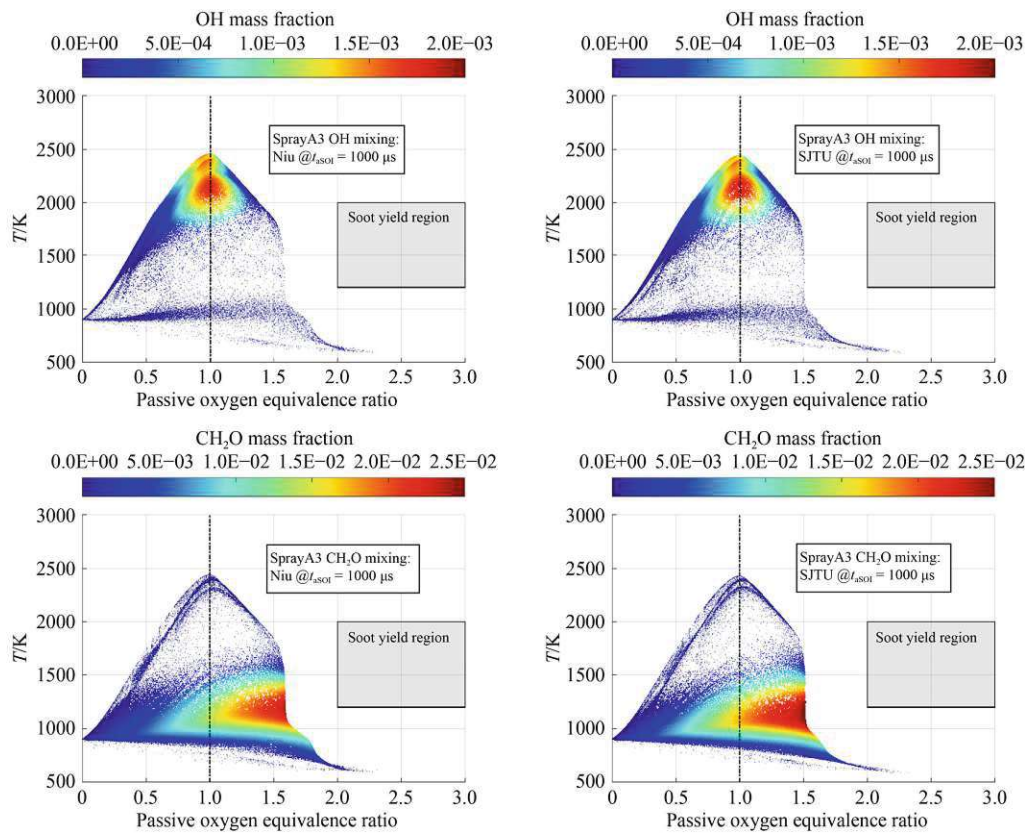 OH mass fraction
0.0E+00 5.0E−04 1.0E−03 1.5E−03 2.0E−03
3000
2500
2000
1500
1000
500
T/K
SprayA3 OH mixing:
Niu @tₐSOI = 1000 μs
Soot yield region
0 0.5 1.0 1.5 2.0 2.5 3.0
Passive oxygen equivalence ratio
OH mass fraction
0.0E+00 5.0E−04 1.0E−03 1.5E−03 2.0E−03
3000
2500
2000
1500
1000
500
T/K
SprayA3 OH mixing:
SJTU @tₐSOI = 1000 μs
Soot yield region
0 0.5 1.0 1.5 2.0 2.5 3.0
Passive oxygen equivalence ratio
CH₂O mass fraction
0.0E+00 5.0E−03 1.0E−02 1.5E−02 2.0E−02 2.5E−02
3000
2500
2000
1500
1000
500
T/K
SprayA3 CH₂O mixing:
Niu @tₐSOI = 1000 μs
Soot yield region
0 0.5 1.0 1.5 2.0 2.5 3.0
Passive oxygen equivalence ratio
CH₂O mass fraction
0.0E+00 5.0E−03 1.0E−02 1.5E−02 2.0E−02 2.5E−02
3000
2500
2000
1500
1000
500
T/K
SprayA3 CH₂O mixing:
SJTU @tₐSOI = 1000 μs
Soot yield region
0 0.5 1.0 1.5 2.0 2.5 3.0
Passive oxygen equivalence ratio